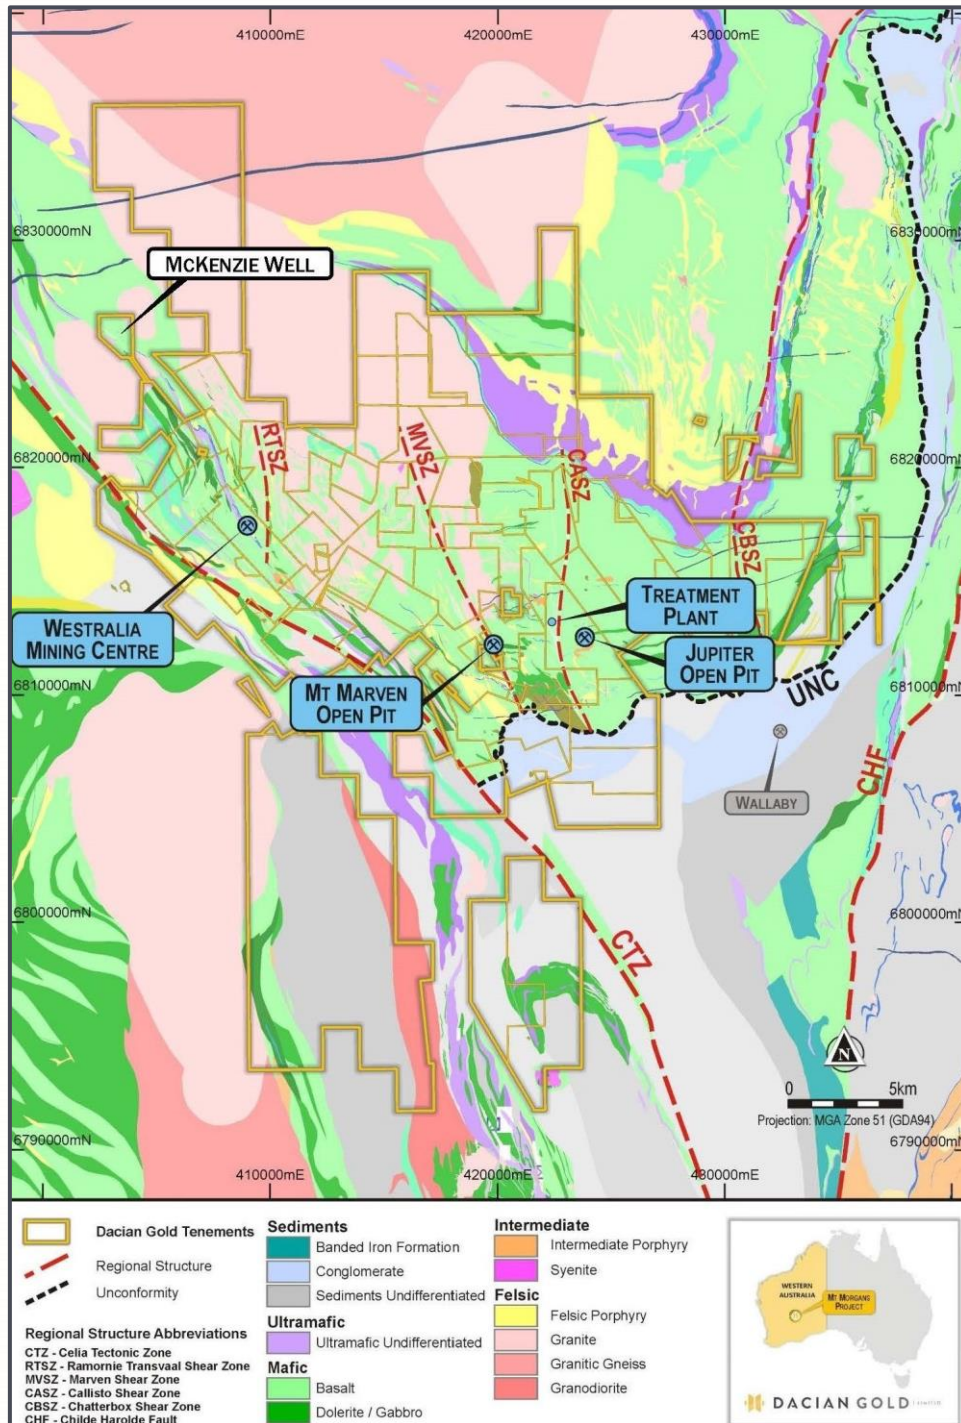 410000mE
420000mE
430000mE
6830000mN
6830000mN
MCKENZIE WELL
RTSZ
MVSZ
CASZ
CBSZ
6820000mN
6820000mN
WESTRALIA
MINING CENTRE
TREATMENT
PLANT
MT MARVEN
OPEN PIT
JUPITER
OPEN PIT
UNC
6810000mN
6810000mN
WALLABY
CHF
6800000mN
6800000mN
CTZ
N
0
5km
Projection: MGA Zone 51 (GDA94)
6790000mN
6790000mN
410000mE
420000mE
430000mE
Dacian Gold Tenements
Regional Structure
Unconformity
Regional Structure Abbreviations
CTZ - Celia Tectonic Zone
RTSZ - Ramornie Transvaal Shear Zone
MVSZ - Marven Shear Zone
CASZ - Callisto Shear Zone
CBSZ - Chatterbox Shear Zone
CHF - Childe Harolde Fault
Sediments
Banded Iron Formation
Conglomerate
Sediments Undifferentiated
Ultramafic
Ultramafic Undifferentiated
Mafic
Basalt
Dolerite / Gabbro
Intermediate
Intermediate Porphyry
Syenite
Felsic
Felsic Porphyry
Granite
Granitic Gneiss
Granodiorite
WESTERN
AUSTRALIA
MT MORGANS
PROJECT
DACIAN GOLD LIMITED